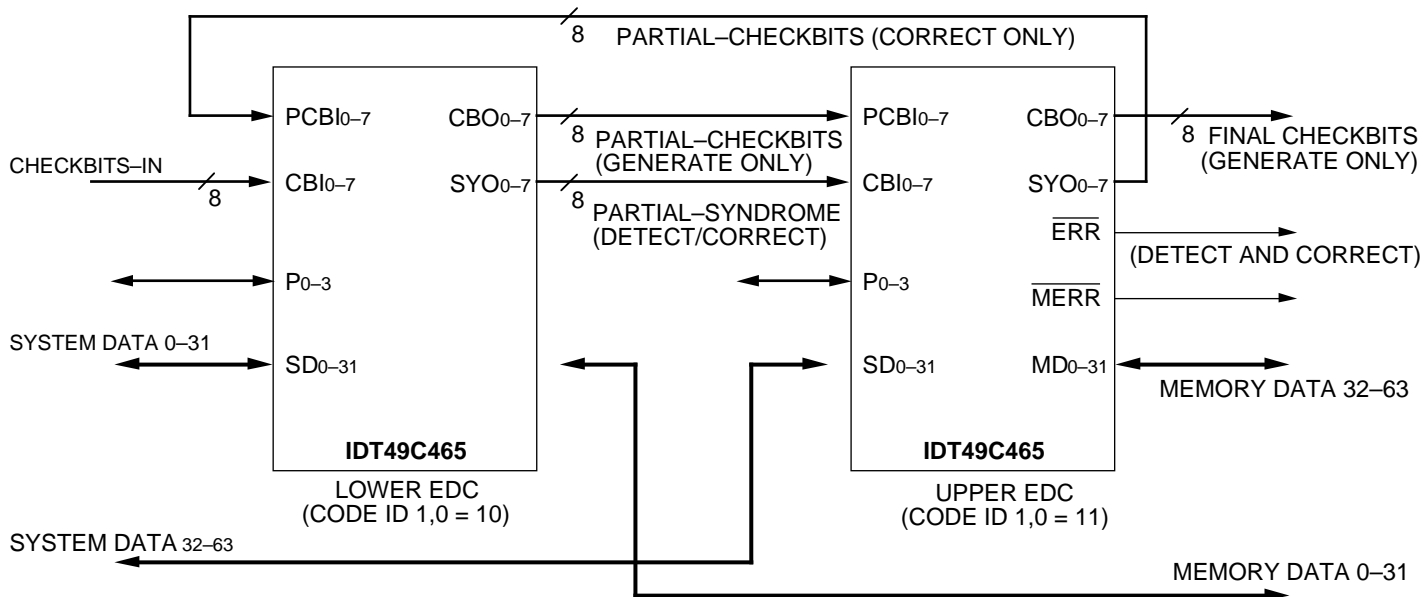 8 PARTIAL–CHECKBITS (CORRECT ONLY)
PCBI0–7
CBO0–7
8
PARTIAL–CHECKBITS
(GENERATE ONLY)
PCBI0–7
CBO0–7
8
FINAL CHECKBITS
(GENERATE ONLY)
CHECKBITS–IN
8
CBI0–7
SYO0–7
8
PARTIAL–SYNDROME
(DETECT/CORRECT)
CBI0–7
SYO0–7
ERR
(DETECT AND CORRECT)
P0–3
P0–3
MERR
SYSTEM DATA 0–31
SD0–31
SD0–31
MD0–31
MEMORY DATA 32–63
IDT49C465
IDT49C465
LOWER EDC
(CODE ID 1,0 = 10)
UPPER EDC
(CODE ID 1,0 = 11)
SYSTEM DATA 32–63
MEMORY DATA 0–31